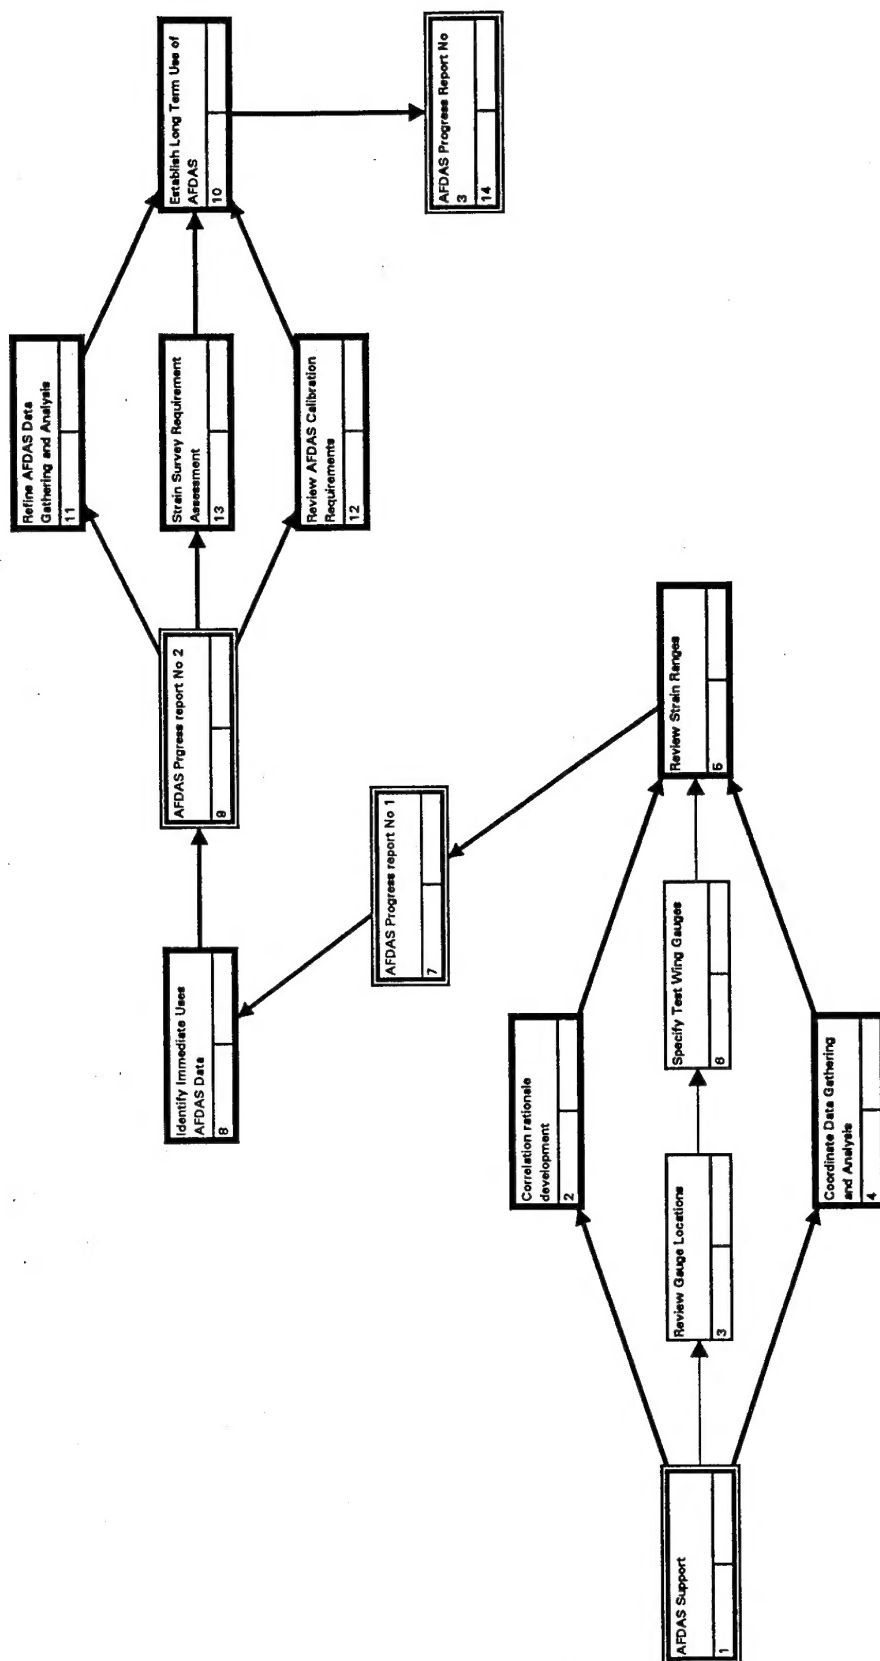 AFDAS Support
1
Correlation rationale
development
2
Review Gauge Locations
3
Coordinate Data Gathering
and Analysis
4
Specify Test Wing Gauges
6
Review Strain Ranges
5
AFDAS Progress report No 1
7
Identify Immediate Uses
AFDAS Data
8
AFDAS Prgress report No 2
9
Refine AFDAS Data
Gathering and Analysis
11
Strain Survey Requirement
Assessment
13
Review AFDAS Calibration
Requirements
12
Establish Long Term Use of
AFDAS
10
AFDAS Progress Report No
3
14